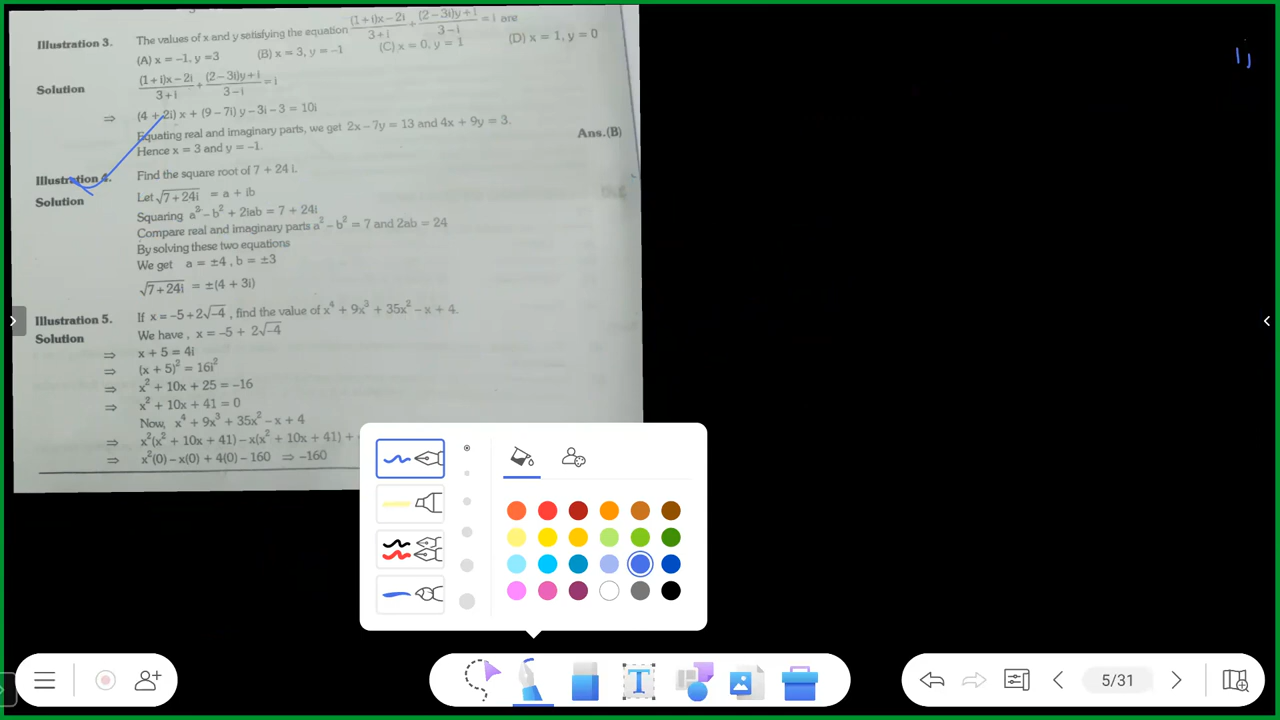 Illustration 3. The values of x and y satisfying the equation (1+i)x−2i / 3+i + (2−3i)y+i / 3−i = i are
(A) x = −1, y =3 (B) x = 3, y = −1 (C) x = 0, y = 1 (D) x = 1, y = 0
Solution (1+i)x−2i / 3+i + (2−3i)y+i / 3−i = i
⇒ (4 + 2i) x + (9 − 7i) y − 3i − 3 = 10i
Equating real and imaginary parts, we get 2x − 7y = 13 and 4x + 9y = 3.
Hence x = 3 and y = −1. Ans.(B)
Illustration 4. Find the square root of 7 + 24 i.
Solution Let √7+24i = a + ib
Squaring a² − b² + 2iab = 7 + 24i
Compare real and imaginary parts a² − b² = 7 and 2ab = 24
By solving these two equations
We get a = ±4 , b = ±3
√7+24i = ±(4 + 3i)
Illustration 5. If x = −5 + 2√−4 , find the value of x⁴ + 9x³ + 35x² − x + 4.
Solution We have , x = −5 + 2√−4
⇒ x + 5 = 4i
⇒ (x + 5)² = 16i²
⇒ x² + 10x + 25 = −16
⇒ x² + 10x + 41 = 0
Now, x⁴ + 9x³ + 35x² − x + 4
⇒ x²(x² + 10x + 41) − x(x² + 10x + 41) +
⇒ x²(0) − x(0) + 4(0) − 160 ⇒ −160
T
5/31